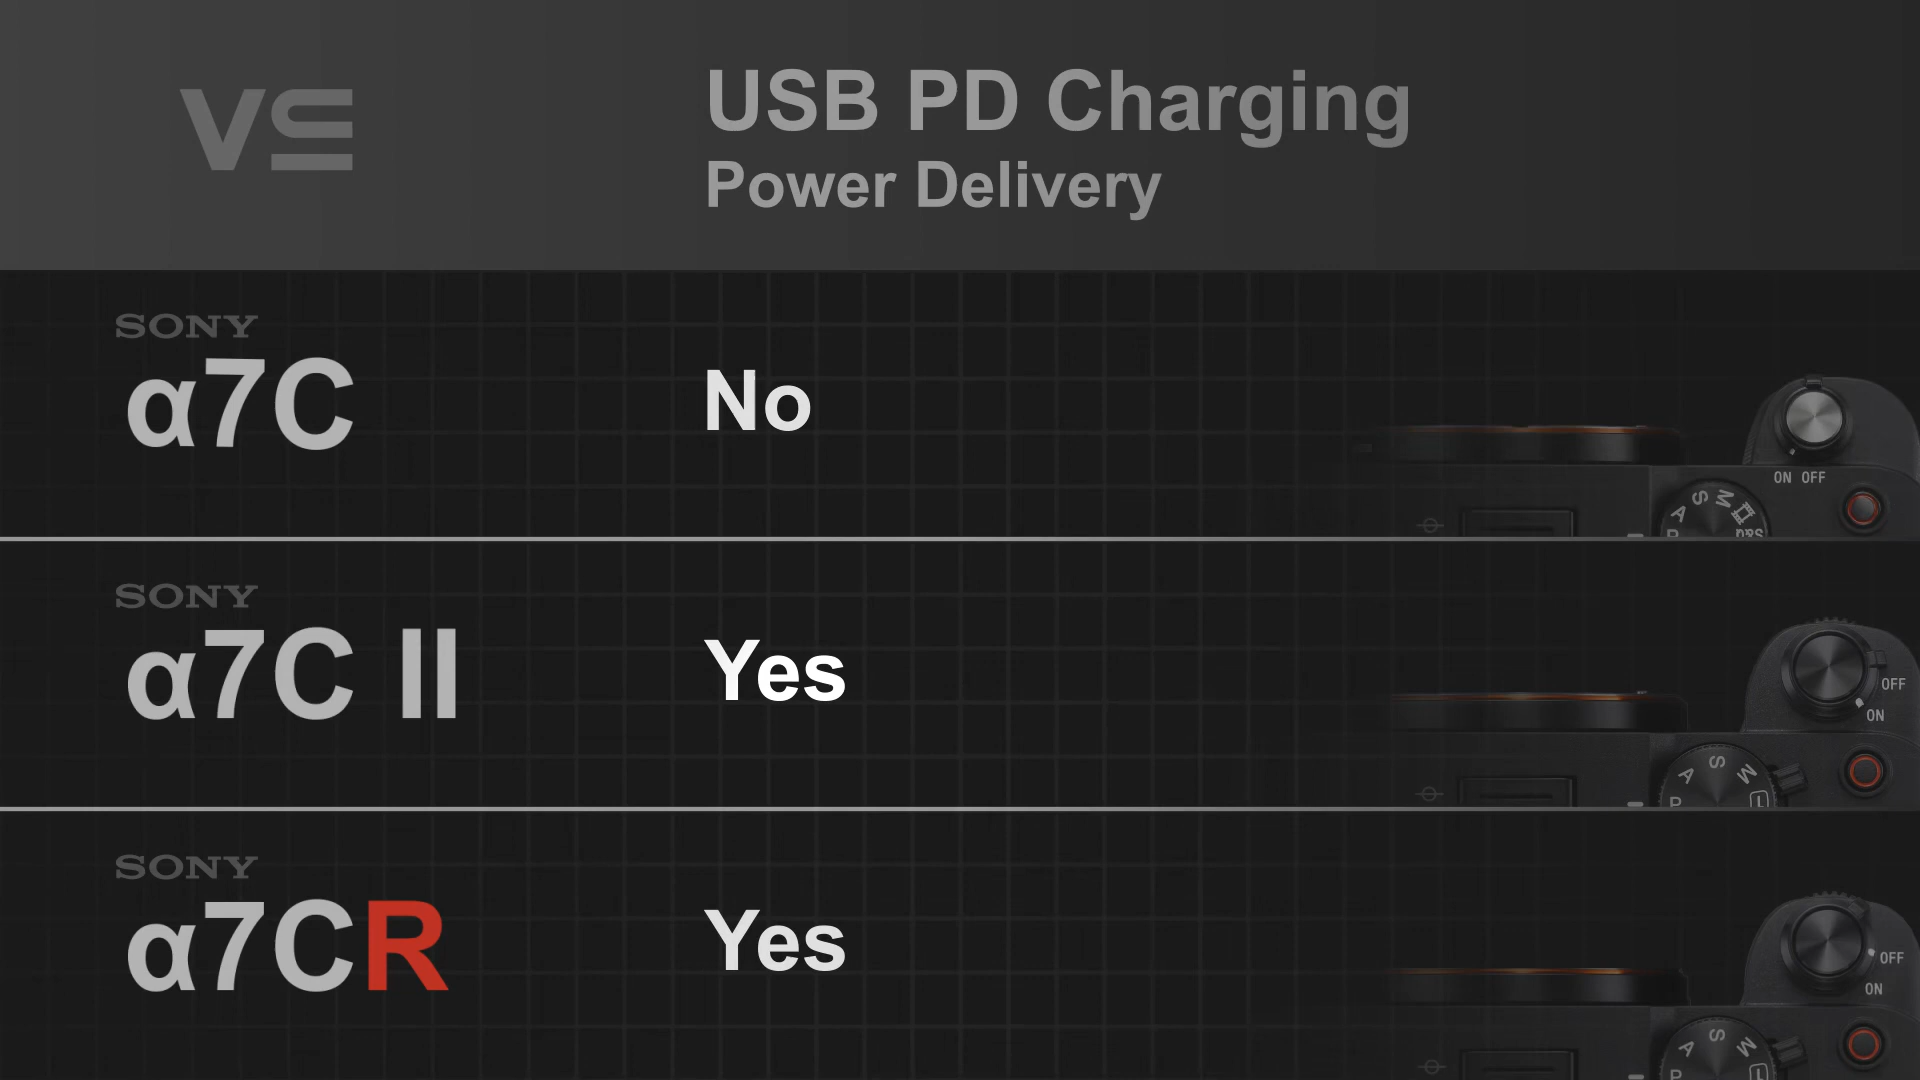 VS
USB PD Charging
Power Delivery
SONY
α7C
No
ON OFF
A S M
P S&Q
SONY
α7C II
Yes
OFF
ON
A S M
P L
SONY
α7CR
Yes
OFF
ON
A S M
P L